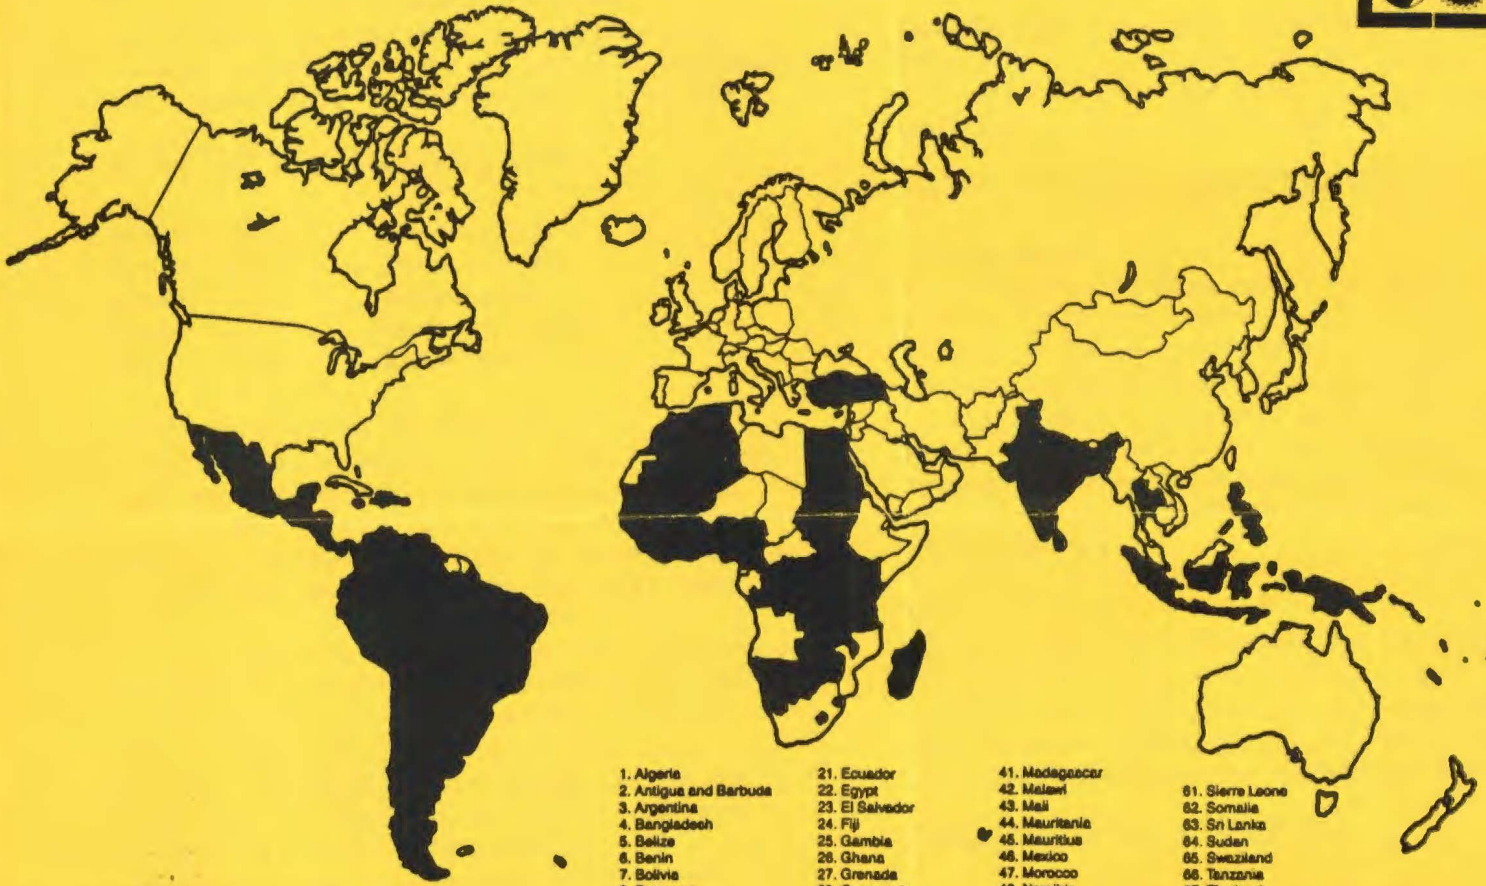 1. Algeria
2. Antigua and Barbuda
3. Argentina
4. Bangladesh
5. Belize
6. Benin
7. Bolivia
21. Ecuador
22. Egypt
23. El Salvador
24. Fiji
25. Gambia
26. Ghana
27. Grenada
41. Madagascar
42. Malawi
43. Mali
44. Mauritania
45. Mauritius
46. Mexico
47. Morocco
61. Sierre Leone
62. Somalia
63. Sri Lanka
64. Sudan
65. Swaziland
66. Tanzania